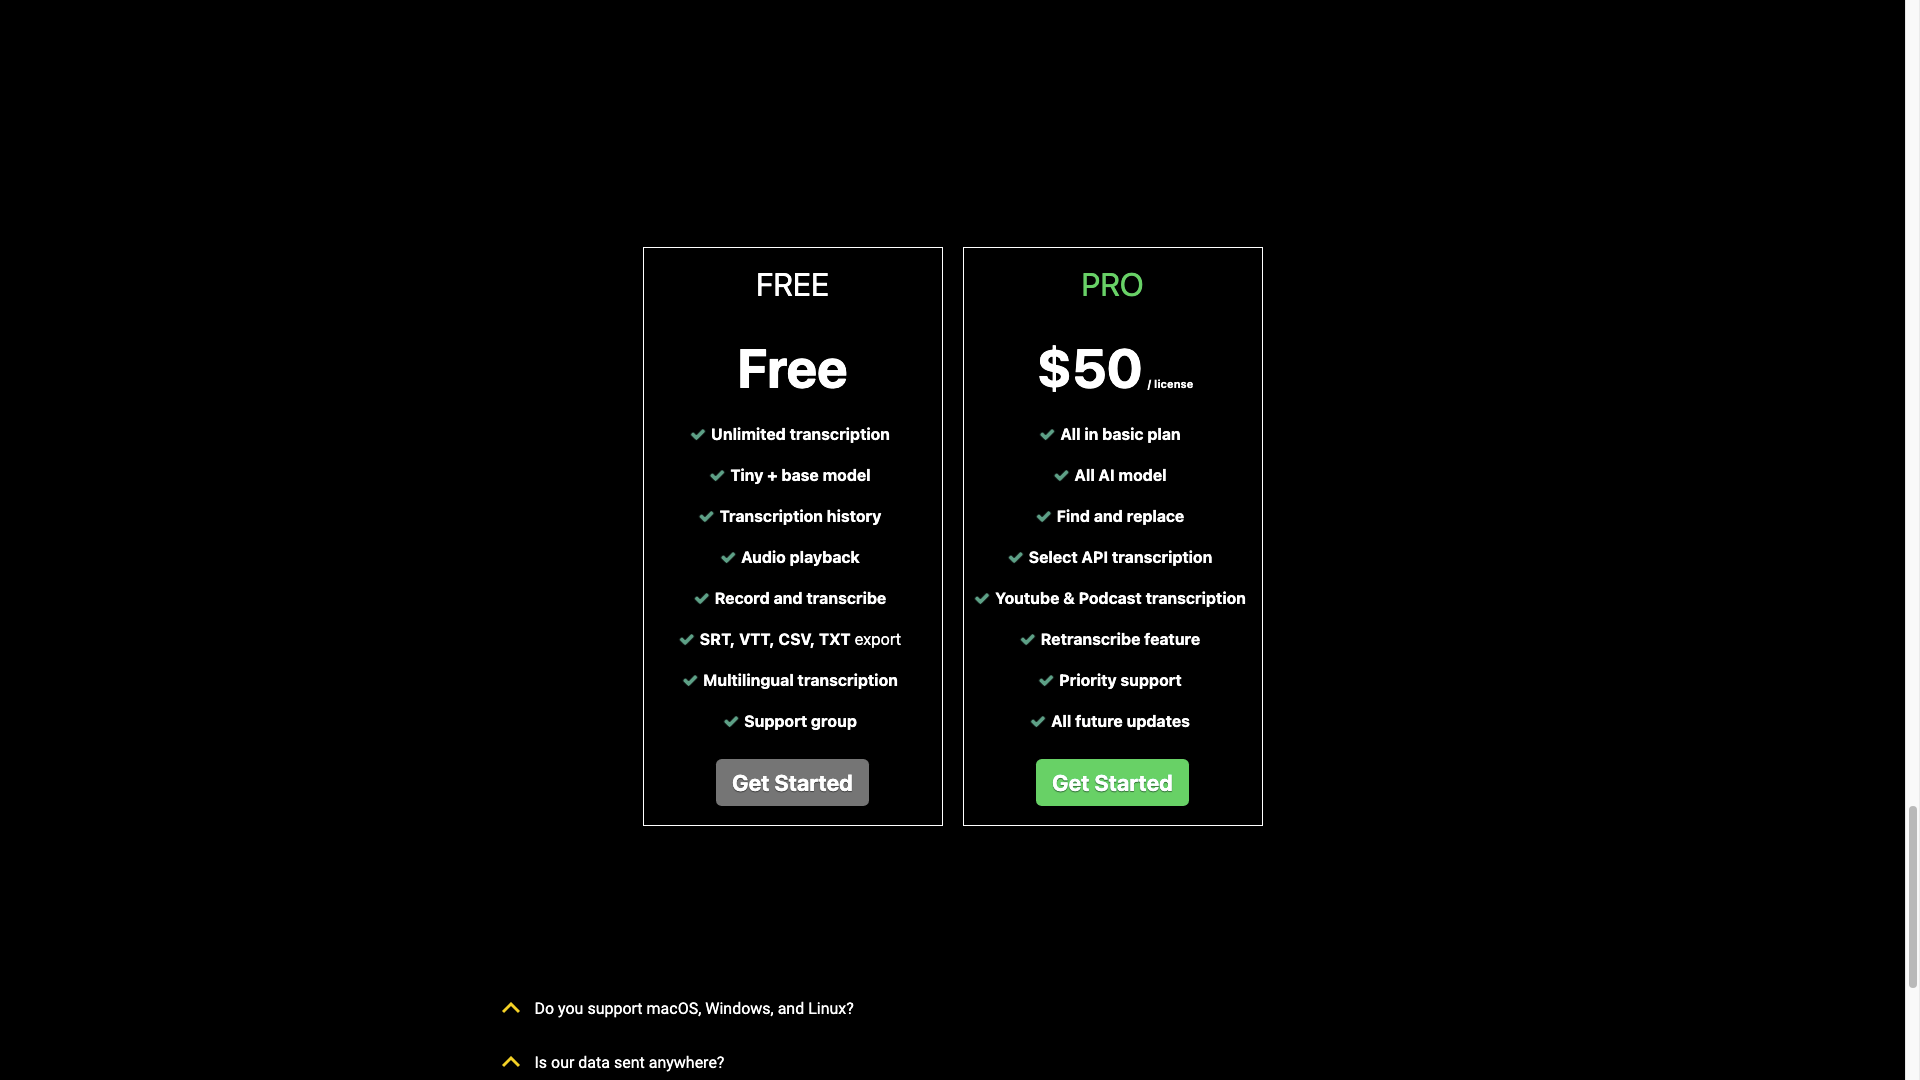 FREE
Free
Unlimited transcription
Tiny + base model
Transcription history
Audio playback
Record and transcribe
SRT, VTT, CSV, TXT export
Multilingual transcription
Support group
Get Started
PRO
$50 / license
All in basic plan
All AI model
Find and replace
Select API transcription
Youtube & Podcast transcription
Retranscribe feature
Priority support
All future updates
Get Started
Do you support macOS, Windows, and Linux?
Is our data sent anywhere?